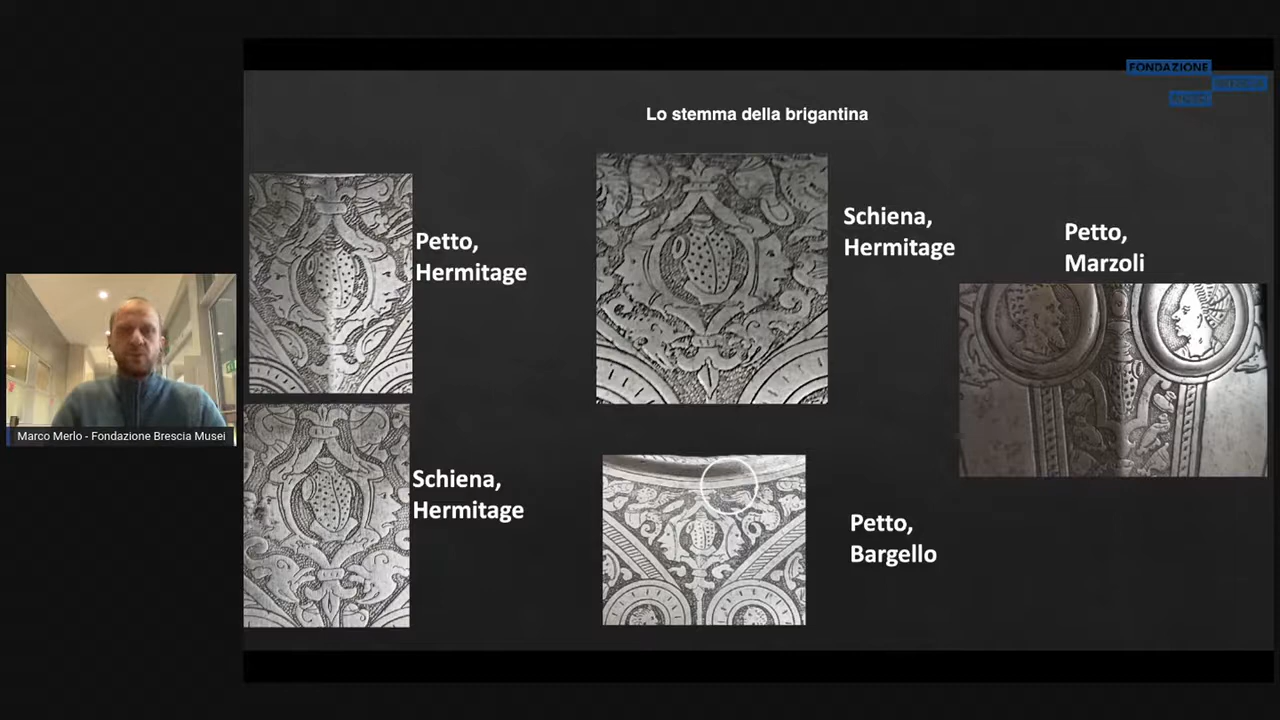 FONDAZIONE
Lo stemma della brigantina
Petto,
Hermitage
Schiena,
Hermitage
Petto,
Marzoli
Schiena,
Hermitage
Petto,
Bargello
Marco Merlo - Fondazione Brescia Musei